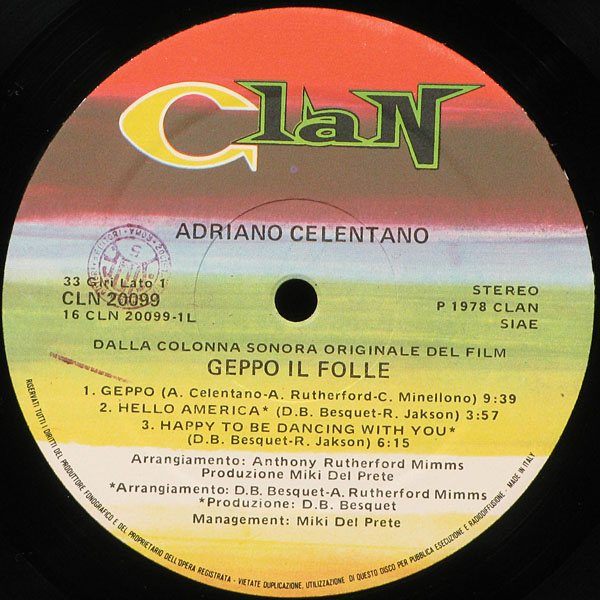 Clan
ADRIANO CELENTANO
33 Giri Lato 1
CLN 20099
16 CLN 20099-1L
STEREO
P 1978 CLAN
SIAE
DALLA COLONNA SONORA ORIGINALE DEL FILM
GEPPO IL FOLLE
1. GEPPO (A. Celentano-A. Rutherford-C. Minellono) 9:39
2. HELLO AMERICA* (D.B. Besquet-R. Jakson) 3:57
3. HAPPY TO BE DANCING WITH YOU*
(D.B. Besquet-R. Jakson) 6:15
Arrangiamento: Anthony Rutherford Mimms
Produzione Miki Del Prete
*Arrangiamento: D.B. Besquet-A. Rutherford Mimms
*Produzione: D.B. Besquet
Management: Miki Del Prete
RISERVATI TUTTI I DIRITTI DEL PRODUTTORE FONOGRAFICO E DEL PROPRIETARIO DELL'OPERA REGISTRATA - VIETATE DUPLICAZIONE, UTILIZZAZIONE DI QUESTO DISCO PER PUBBLICA ESECUZIONE E RADIODIFFUSIONE - MADE IN ITALY